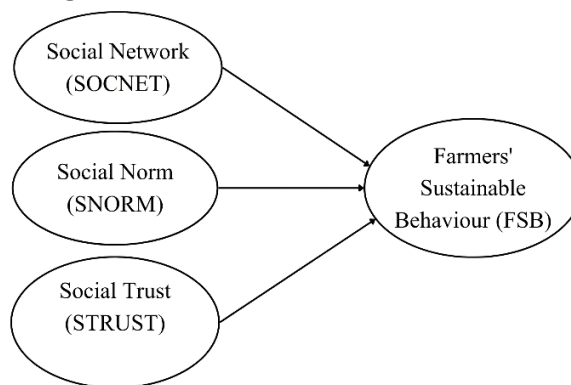 Social Network
(SOCNET)
Social Norm
(SNORM)
Social Trust
(STRUST)
Farmers'
Sustainable
Behaviour (FSB)